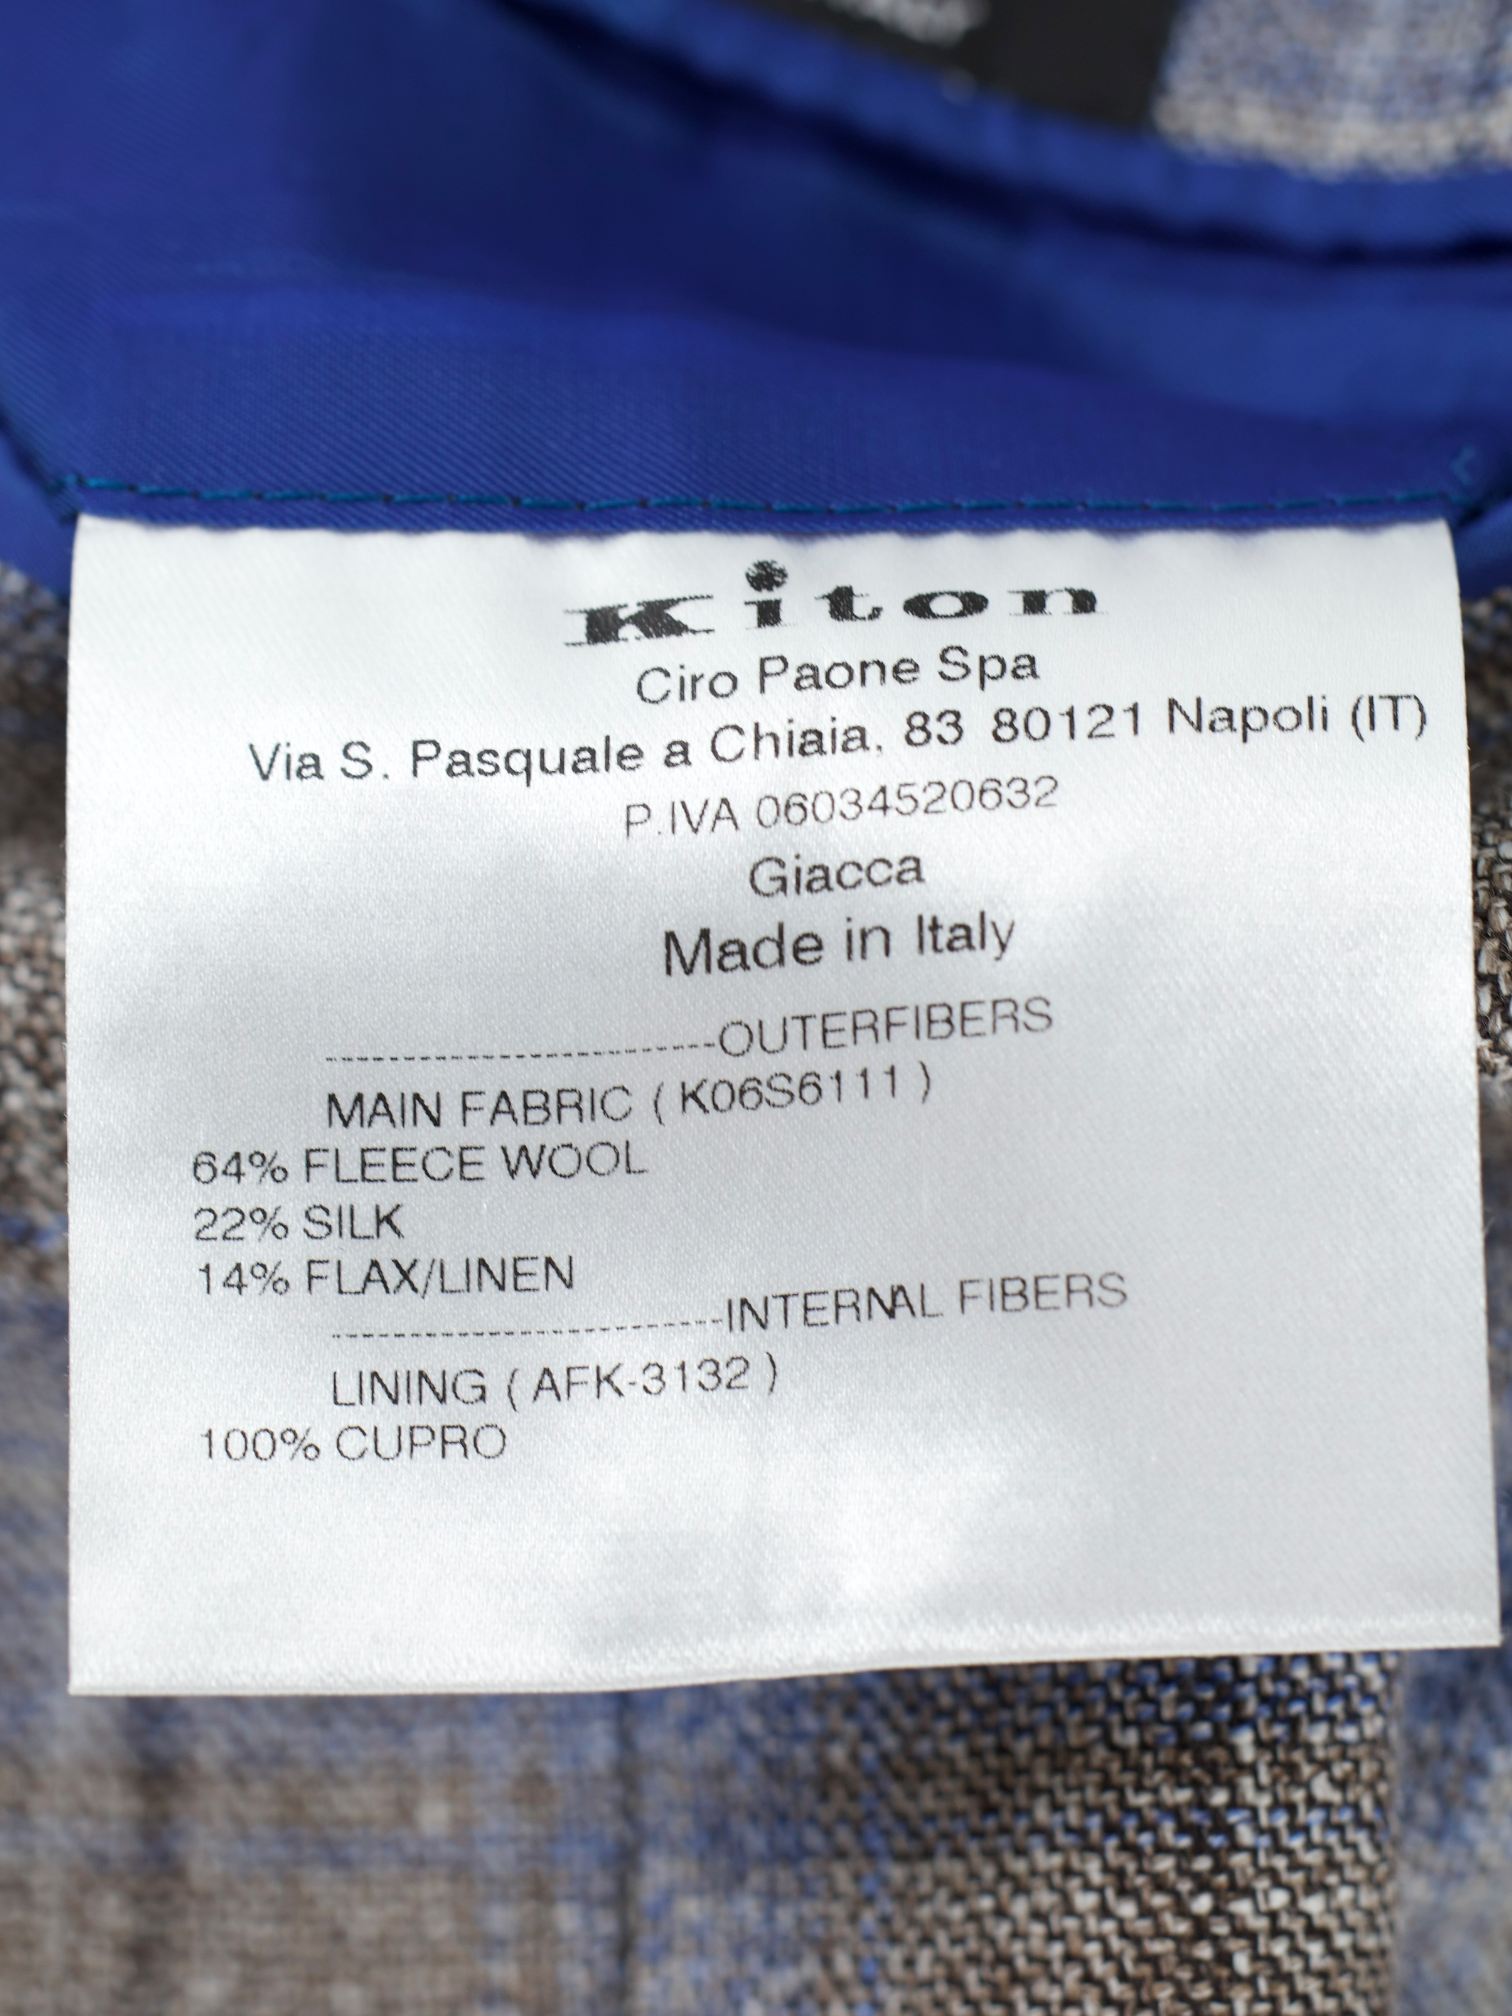 Kiton
Ciro Paone Spa
Via S. Pasquale a Chiaia, 83 80121 Napoli (IT)
P.IVA 06034520632
Giacca
Made in Italy
-------------------------OUTERFIBERS
MAIN FABRIC ( K06S6111 )
64% FLEECE WOOL
22% SILK
14% FLAX/LINEN
-------------------------INTERNAL FIBERS
LINING ( AFK-3132 )
100% CUPRO